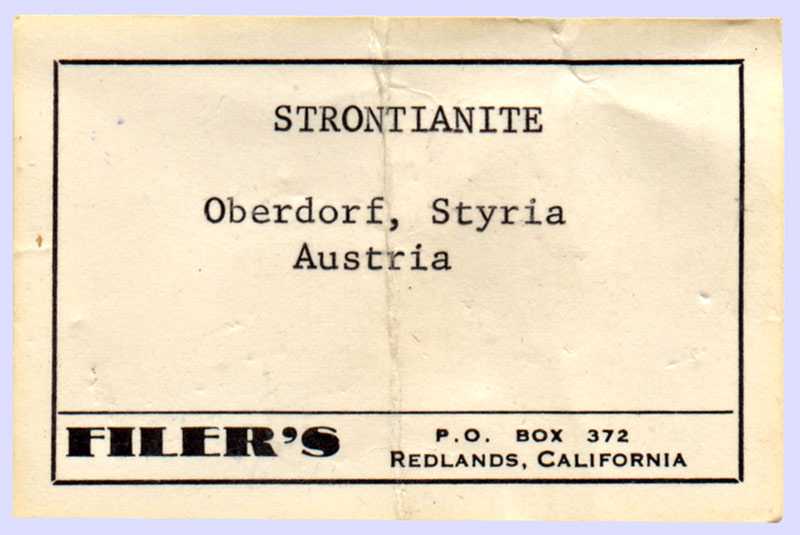 STRONTIANITE
Oberdorf, Styria
Austria
FILER'S
P.O. BOX 372
REDLANDS, CALIFORNIA